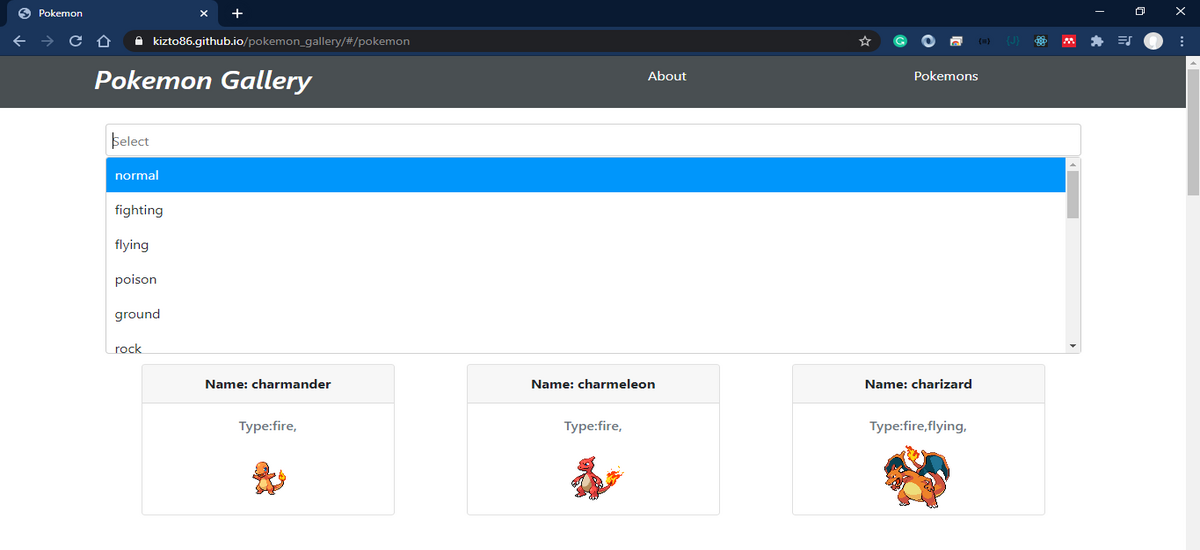 Pokemon
kizto86.github.io/pokemon_gallery/#/pokemon
Pokemon Gallery
About
Pokemons
Select
normal
fighting
flying
poison
ground
rock
Name: charmander
Name: charmeleon
Name: charizard
Type:fire,
Type:fire,
Type:fire,flying,